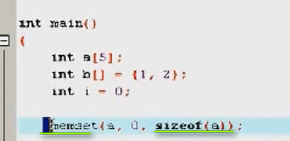 int main()
{
int a[5];
int b[] = {1, 2};
int i = 0;
memset(a, 0, sizeof(a));